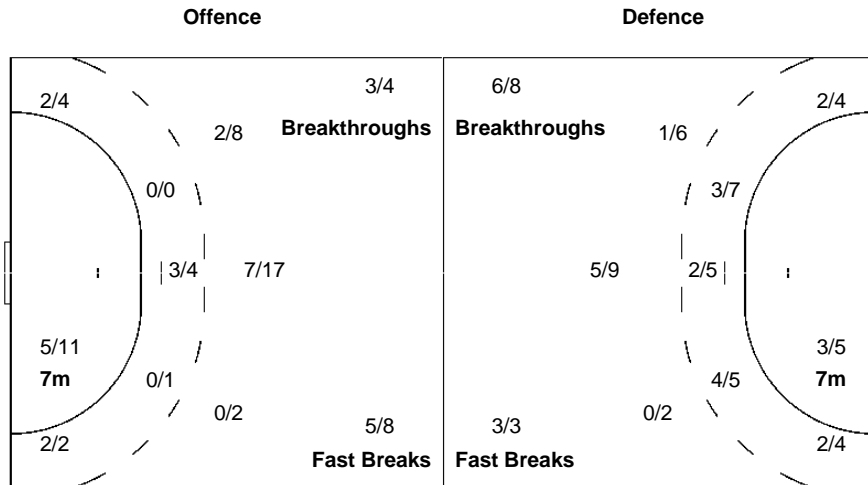 Offence Defence
3/4 6/8
2/4 2/4
2/8 Breakthroughs Breakthroughs 1/6
0/0 3/7
3/4 7/17 5/9 2/5
5/11 3/5
7m 0/1 4/5 7m
0/2 0/2
5/8 3/3
2/2 2/4
Fast Breaks Fast Breaks